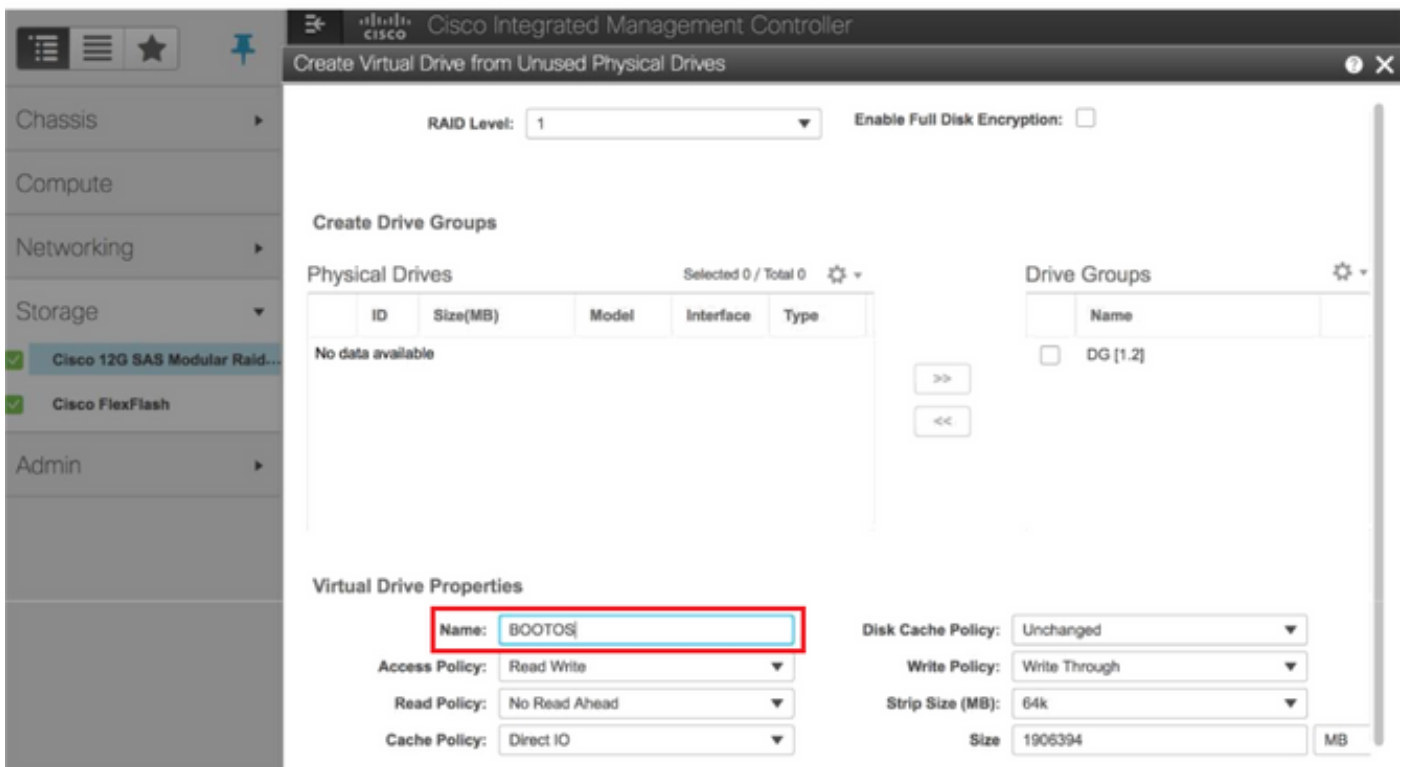 cisco Cisco Integrated Management Controller
Create Virtual Drive from Unused Physical Drives
Chassis
Compute
Networking
Storage
Cisco 12G SAS Modular Raid...
Cisco FlexFlash
Admin
RAID Level: 1
Enable Full Disk Encryption:
Create Drive Groups
Physical Drives Selected 0 / Total 0
Drive Groups
ID Size(MB) Model Interface Type
Name
No data available
DG [1.2]
>>
<<
Virtual Drive Properties
Name: BOOTOS
Disk Cache Policy: Unchanged
Access Policy: Read Write
Write Policy: Write Through
Read Policy: No Read Ahead
Strip Size (MB): 64k
Cache Policy: Direct IO
Size 1906394 MB